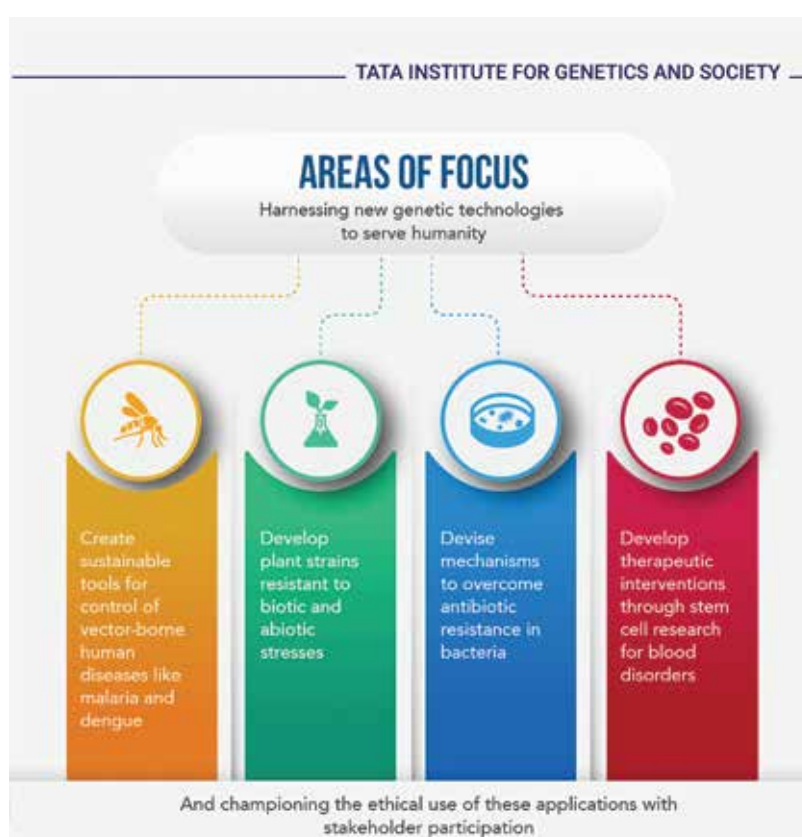 TATA INSTITUTE FOR GENETICS AND SOCIETY
AREAS OF FOCUS
Harnessing new genetic technologies
to serve humanity
Create
sustainable
tools for
control of
vector-borne
human
diseases like
malaria and
dengue
Develop
plant strains
resistant to
biotic and
abiotic
stresses
Devise
mechanisms
to overcome
antibiotic
resistance in
bacteria
Develop
therapeutic
interventions
through stem
cell research
for blood
disorders
And championing the ethical use of these applications with
stakeholder participation